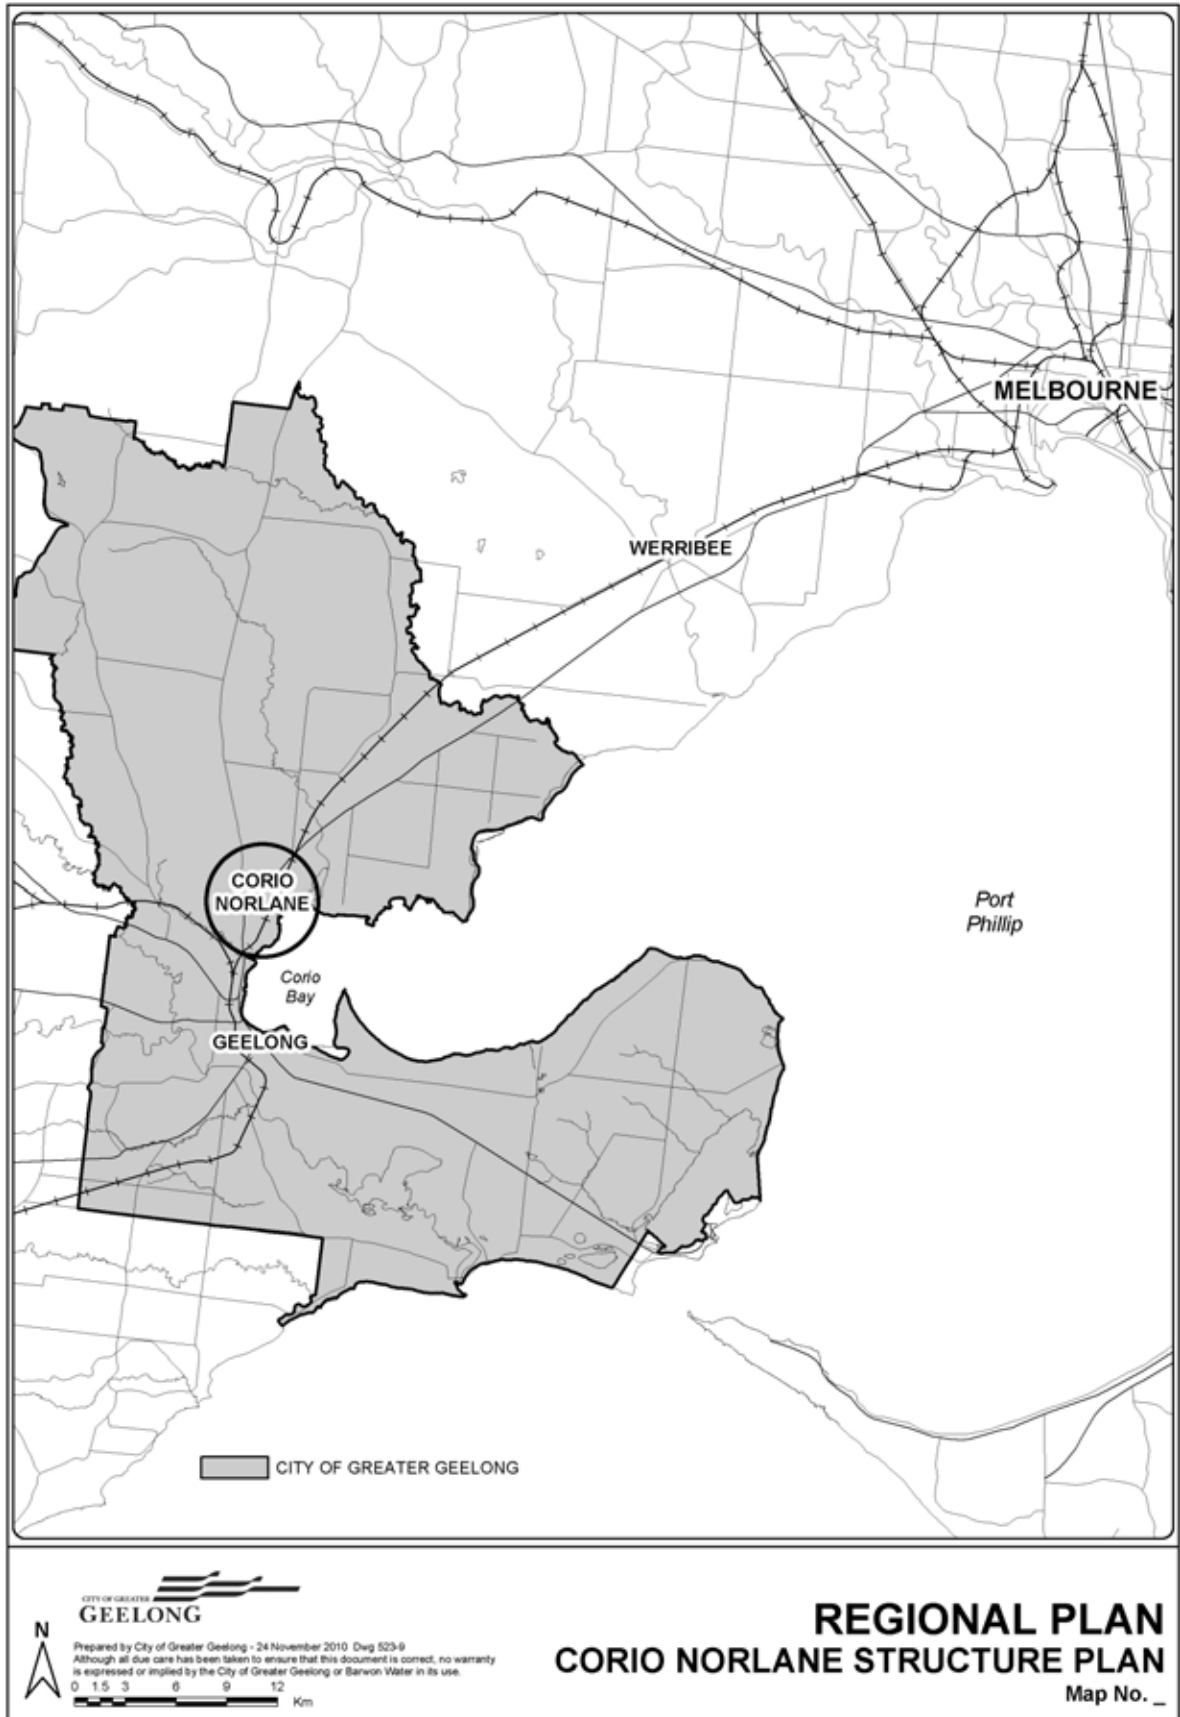 MELBOURNE
WERRIBEE
CORIO
NORLANE
Port
Phillip
Corio
Bay
GEELONG
CITY OF GREATER GEELONG
CITY OF GREATER
GEELONG
N
Prepared by City of Greater Geelong - 24 November 2010 Dwg 523-9
Although all due care has been taken to ensure that this document is correct, no warranty
is expressed or implied by the City of Greater Geelong or Barwon Water in its use.
0 1.5 3 6 9 12
Km
REGIONAL PLAN
CORIO NORLANE STRUCTURE PLAN
Map No. _